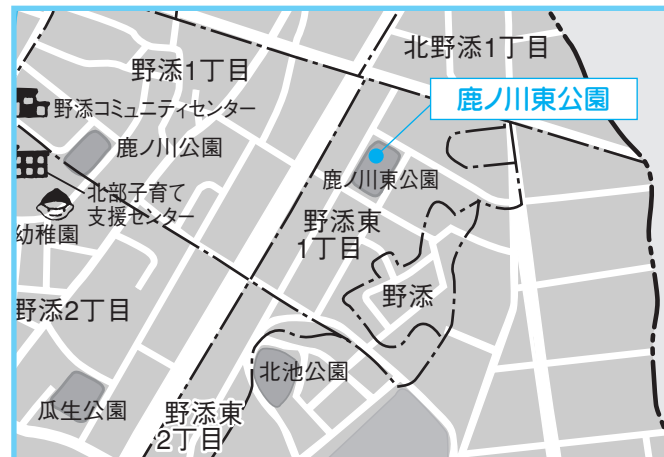 北野添1丁目
野添1丁目
鹿ノ川東公園
野添コミュニティセンター
鹿ノ川公園
鹿ノ川東公園
北部子育て
支援センター
幼稚園
野添東
1丁目
野添
野添2丁目
北池公園
瓜生公園
野添東
2丁目